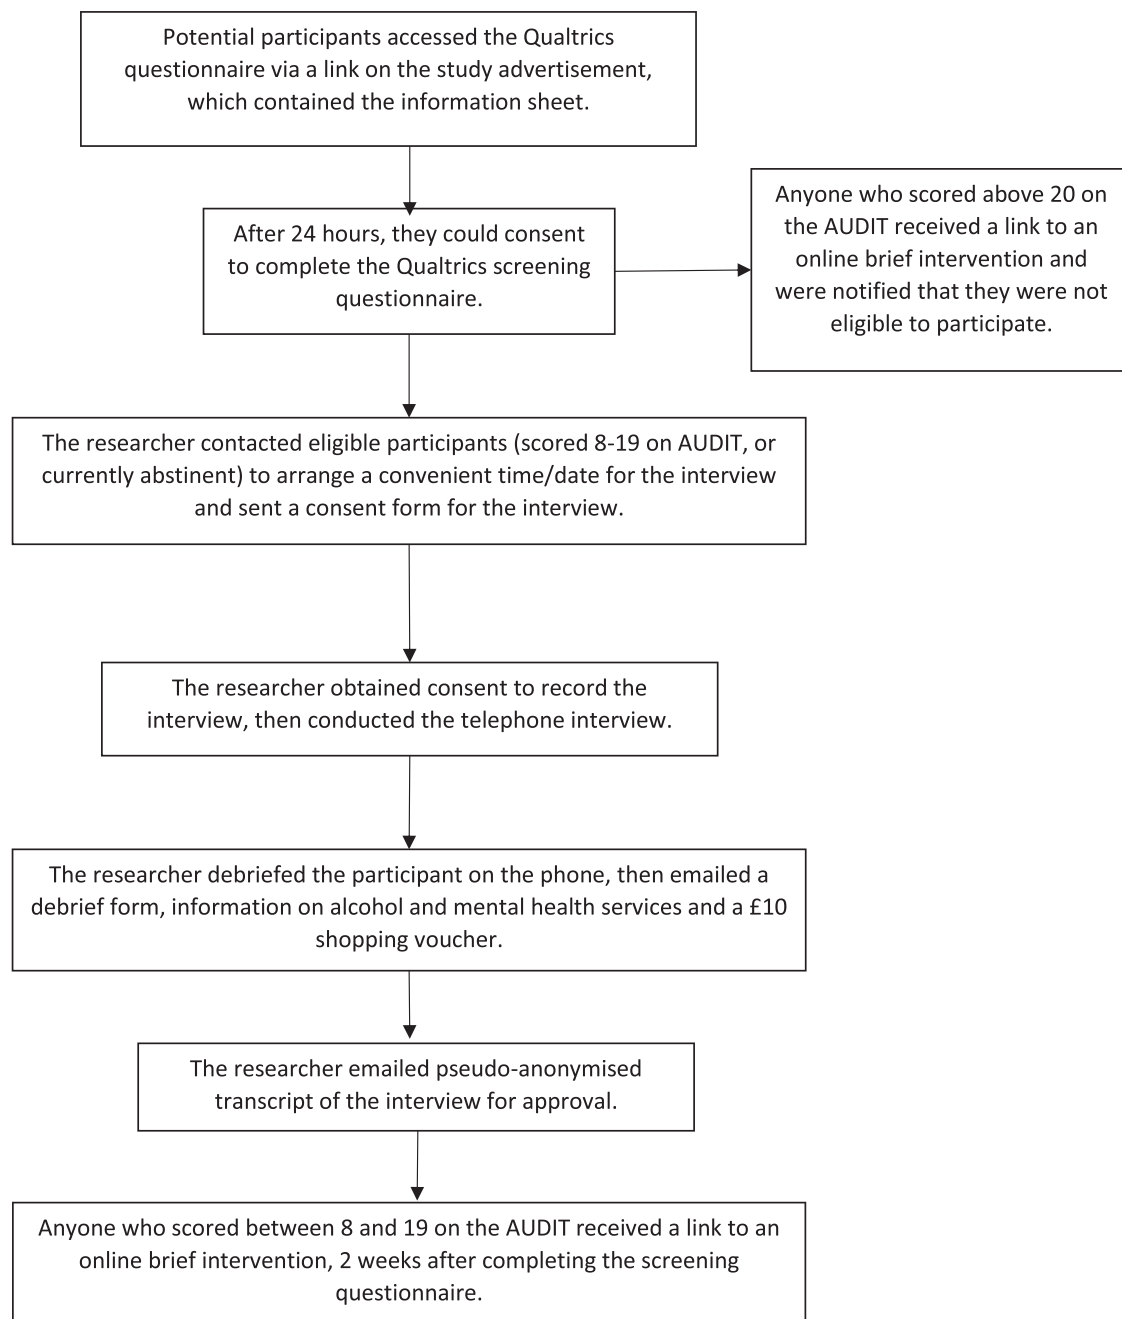 Potential participants accessed the Qualtrics
questionnaire via a link on the study advertisement,
which contained the information sheet.
After 24 hours, they could consent
to complete the Qualtrics screening
questionnaire.
Anyone who scored above 20 on
the AUDIT received a link to an
online brief intervention and
were notified that they were not
eligible to participate.
The researcher contacted eligible participants (scored 8-19 on AUDIT, or
currently abstinent) to arrange a convenient time/date for the interview
and sent a consent form for the interview.
The researcher obtained consent to record the
interview, then conducted the telephone interview.
The researcher debriefed the participant on the phone, then emailed a
debrief form, information on alcohol and mental health services and a £10
shopping voucher.
The researcher emailed pseudo-anonymised
transcript of the interview for approval.
Anyone who scored between 8 and 19 on the AUDIT received a link to an
online brief intervention, 2 weeks after completing the screening
questionnaire.